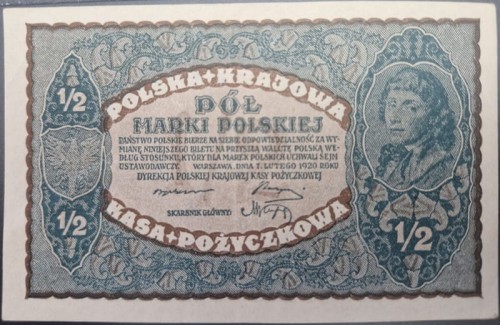 POLSKA+KRAJOWA
1/2
1/2
PÓŁ
MARKI POLSKIEJ
PAŃSTWO POLSKIE BIERZE NA SIEBIE ODPOWIEDZIALNOŚĆ ZA WY-
MIANĘ NINIEJSZEGO BILETU NA PRZYSZŁĄ WALUTĘ POLSKĄ WE-
DŁUG STOSUNKU, KTÓRY DLA MAREK POLSKICH UCHWALI SEJM
USTAWODAWCZY. WARSZAWA DNIA 7. LUTEGO 1920 ROKU
DYREKCJA POLSKIEJ KRAJOWEJ KASY POŻYCZKOWEJ
SKARBNIK GŁÓWNY:
1/2
1/2
KASA+POŻYCZKOWA